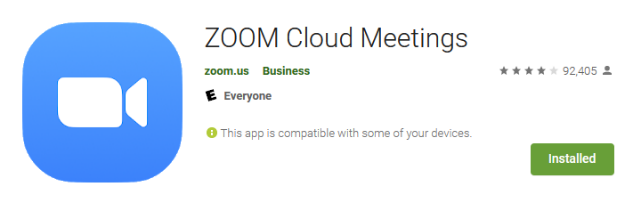 ZOOM Cloud Meetings
zoom.us Business 92,405
E Everyone
This app is compatible with some of your devices.
Installed